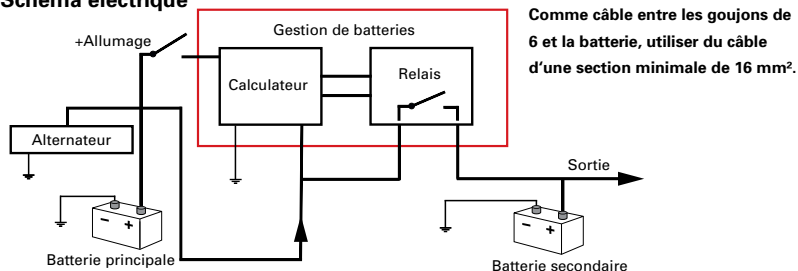 Schéma électrique
Comme câble entre les goujons de
6 et la batterie, utiliser du câble
d‘une section minimale de 16 mm².
+Allumage
Gestion de batteries
Calculateur
Relais
Alternateur
Sortie
- +
Batterie principale
- +
Batterie secondaire